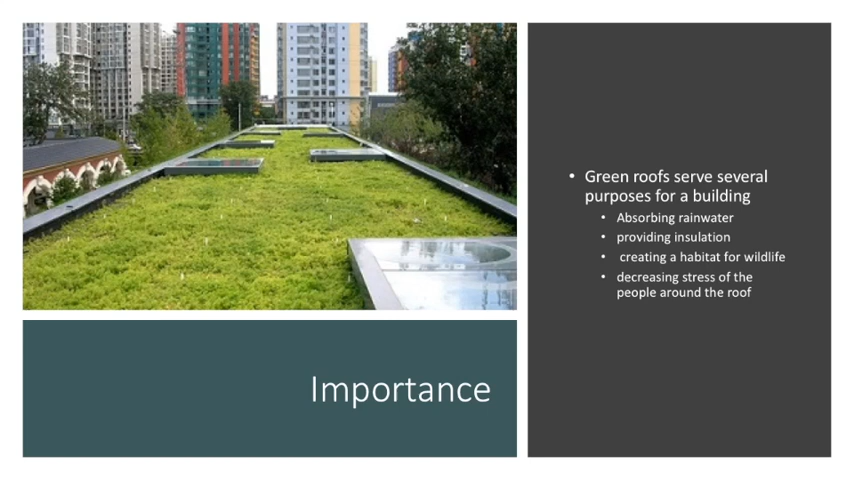 • Green roofs serve several
purposes for a building
• Absorbing rainwater
• providing insulation
• creating a habitat for wildlife
• decreasing stress of the
people around the roof
Importance